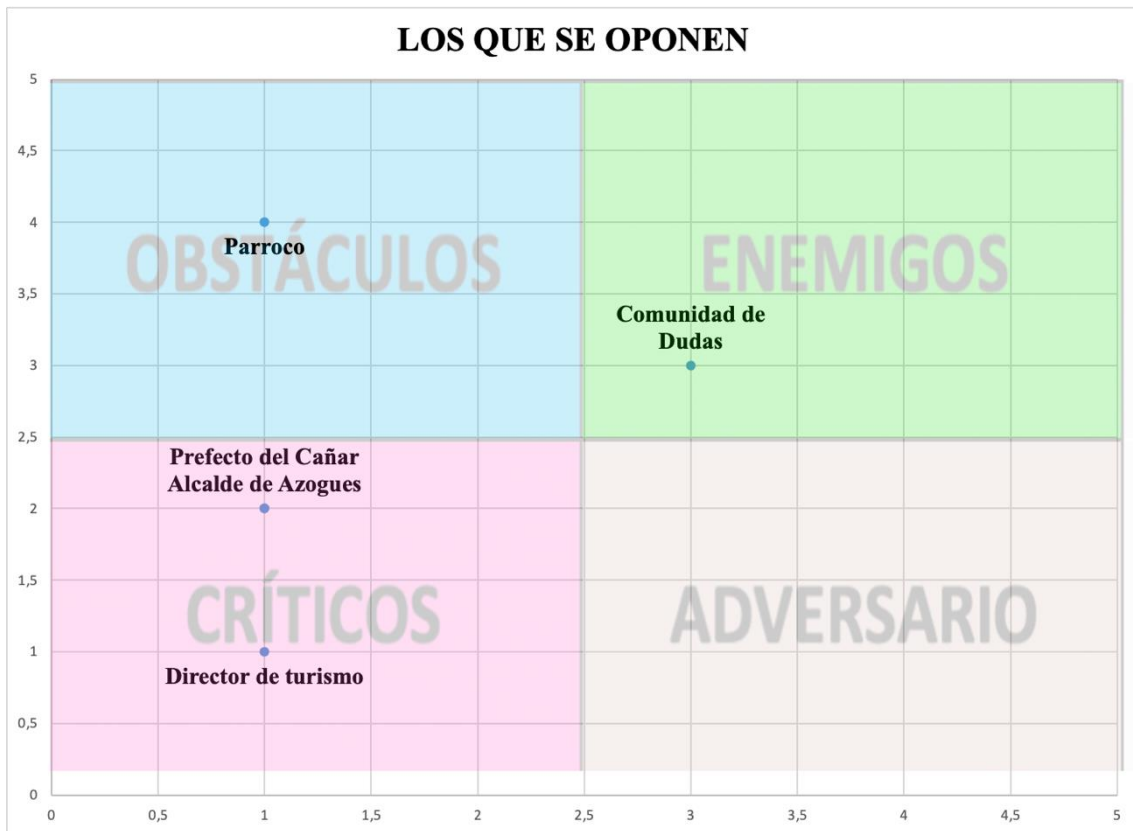 LOS QUE SE OPONEN
5
4,5
4
Parroco
OBSTÁCULOS
ENEMIGOS
3,5
Comunidad de
Dudas
3
2,5
Prefecto del Cañar
Alcalde de Azogues
2
1,5
CRÍTICOS
ADVERSARIO
1
Director de turismo
0,5
0
0 0,5 1 1,5 2 2,5 3 3,5 4 4,5 5